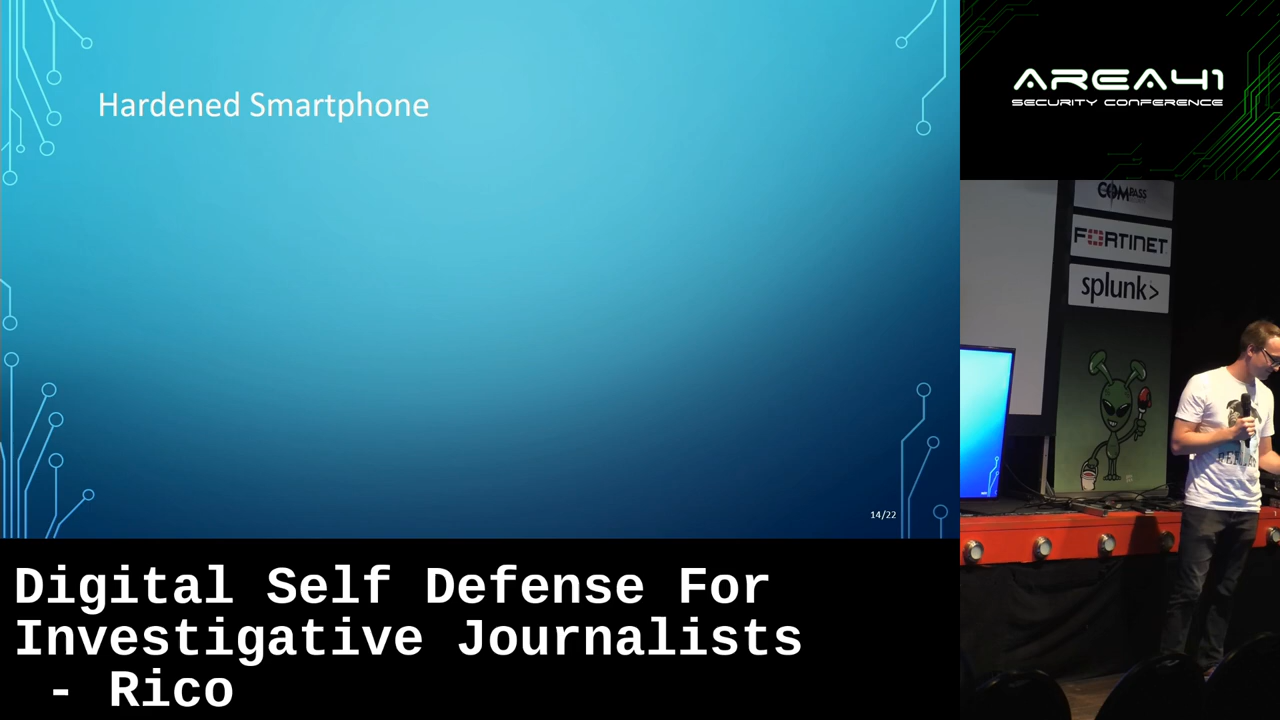 Hardened Smartphone
14/22
AREA41
SECURITY CONFERENCE
COMPASS
FORTINET
splunk>
Digital Self Defense For
Investigative Journalists
- Rico